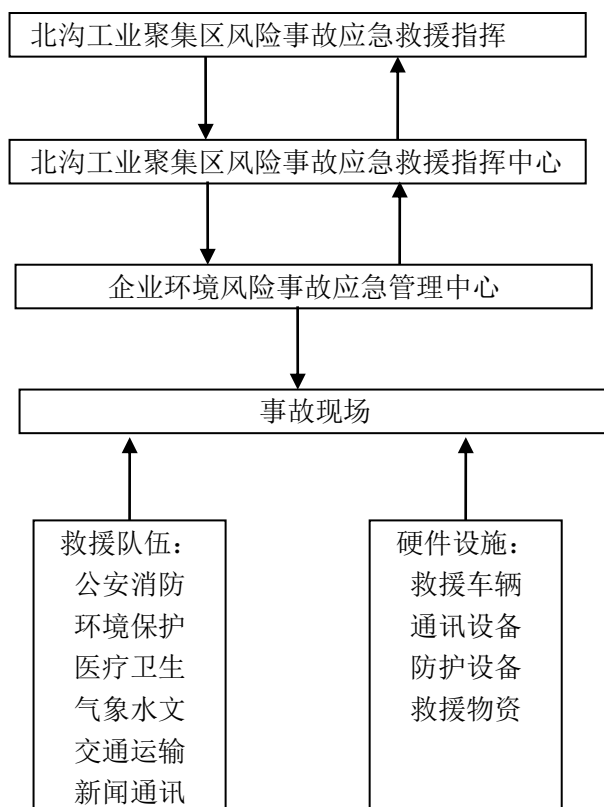 北沟工业聚集区风险事故应急救援指挥
北沟工业聚集区风险事故应急救援指挥中心
企业环境风险事故应急管理中心
事故现场
救援队伍：
公安消防
环境保护
医疗卫生
气象水文
交通运输
新闻通讯
硬件设施：
救援车辆
通讯设备
防护设备
救援物资